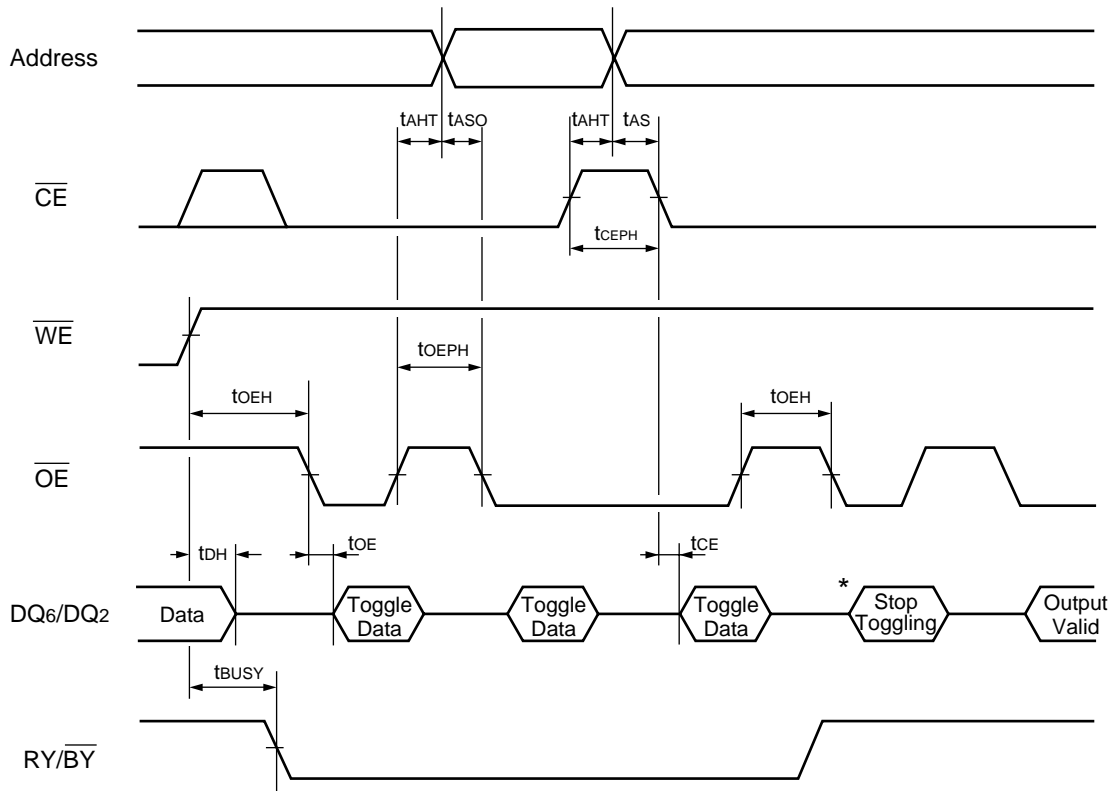 Address
tAHT tASO tAHT tAS
CE
tCEPH
WE
tOEPH
tOEH tOEH
OE
tDH tOE tCE
*
DQ6/DQ2 Data Toggle Data Toggle Data Toggle Data Stop Toggling Output Valid
tBUSY
RY/BY